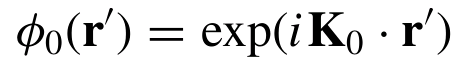 ϕ₀(𝐫′) = exp(i 𝐊₀ · 𝐫′)